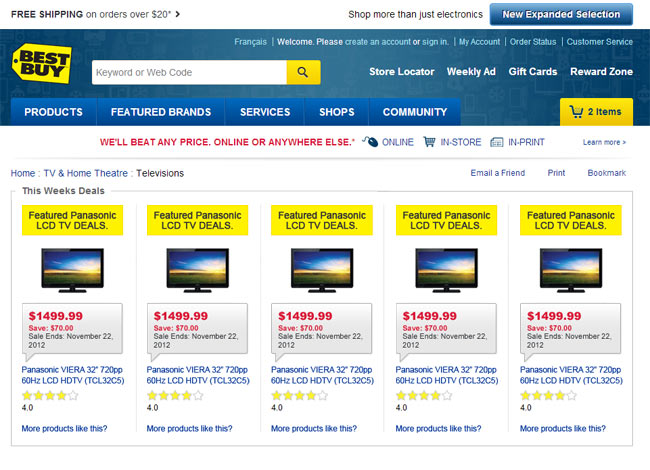 FREE SHIPPING on orders over $20* >
Shop more than just electronics
New Expanded Selection
Français | Welcome. Please create an account or sign in. | My Account | Order Status | Customer Service
BEST BUY
Keyword or Web Code
Store Locator Weekly Ad Gift Cards Reward Zone
PRODUCTS FEATURED BRANDS SERVICES SHOPS COMMUNITY
2 Items
WE'LL BEAT ANY PRICE. ONLINE OR ANYWHERE ELSE.* ONLINE IN-STORE IN-PRINT Learn more >
Home : TV & Home Theatre : Televisions
Email a Friend Print Bookmark
This Weeks Deals
Featured Panasonic
LCD TV DEALS.
$1499.99
Save: $70.00
Sale Ends: November 22,
2012
Panasonic VIERA 32" 720pp
60Hz LCD HDTV (TCL32C5)
4.0
More products like this?
Featured Panasonic
LCD TV DEALS.
$1499.99
Save: $70.00
Sale Ends: November 22,
2012
Panasonic VIERA 32" 720pp
60Hz LCD HDTV (TCL32C5)
4.0
More products like this?
Featured Panasonic
LCD TV DEALS.
$1499.99
Save: $70.00
Sale Ends: November 22,
2012
Panasonic VIERA 32" 720pp
60Hz LCD HDTV (TCL32C5)
4.0
More products like this?
Featured Panasonic
LCD TV DEALS.
$1499.99
Save: $70.00
Sale Ends: November 22,
2012
Panasonic VIERA 32" 720pp
60Hz LCD HDTV (TCL32C5)
4.0
More products like this?
Featured Panasonic
LCD TV DEALS.
$1499.99
Save: $70.00
Sale Ends: November 22,
2012
Panasonic VIERA 32" 720pp
60Hz LCD HDTV (TCL32C5)
4.0
More products like this?